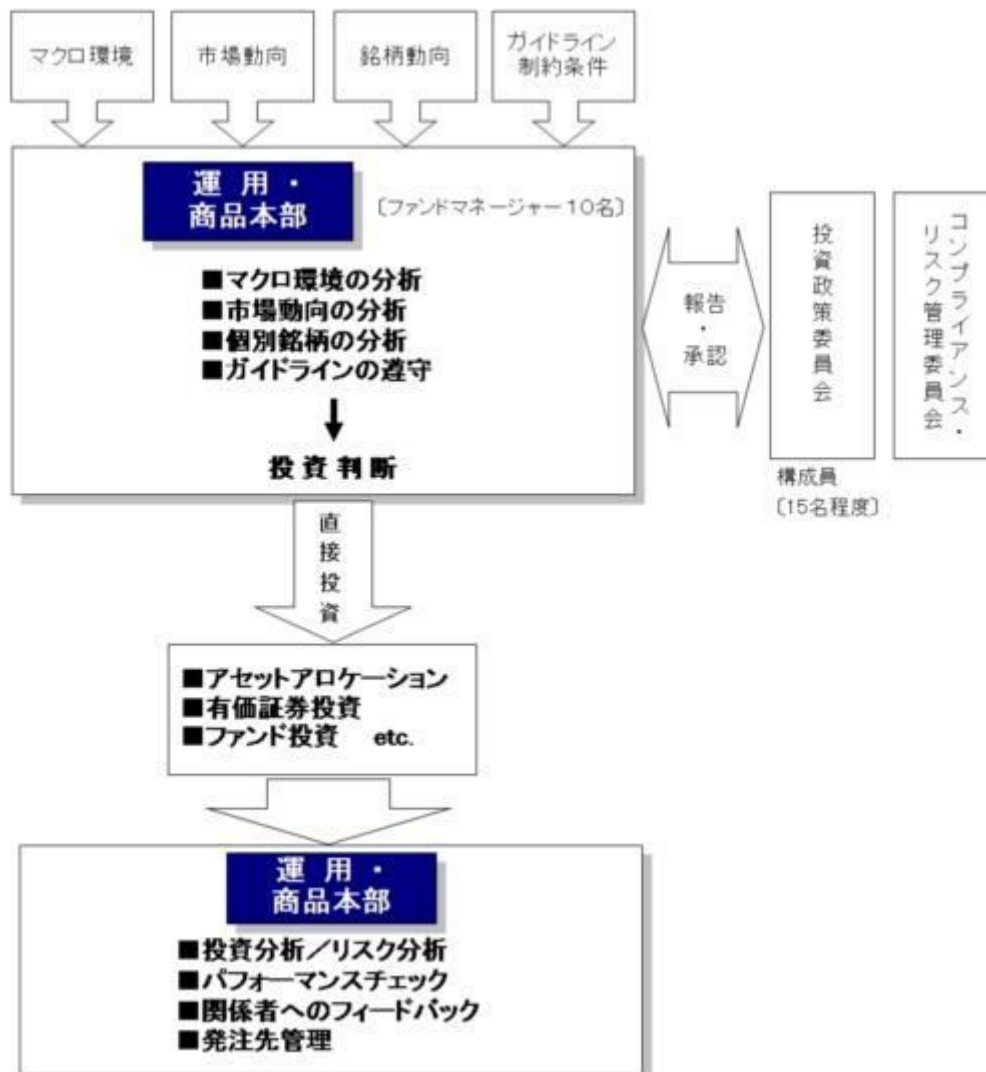 マクロ環境
市場動向
銘柄動向
ガイドライン
制約条件
運用・
商品本部
〔ファンドマネージャー10名〕
■マクロ環境の分析
■市場動向の分析
■個別銘柄の分析
■ガイドラインの遵守
投資判断
報告
・
承認
投資政策委員会
コンプライアンス・
リスク管理委員会
構成員
〔15名程度〕
直接投資
■アセットアロケーション
■有価証券投資
■ファンド投資 etc.
運用・
商品本部
■投資分析/リスク分析
■パフォーマンスチェック
■関係者へのフィードバック
■発注先管理